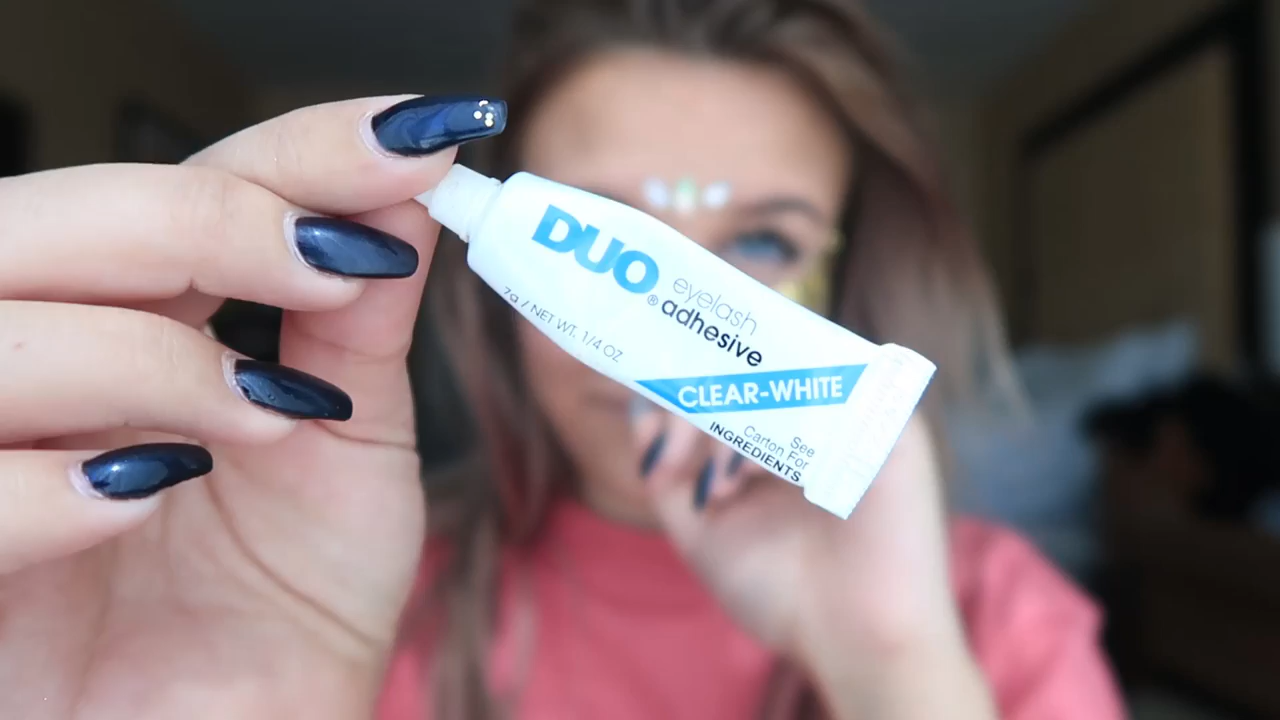 DUO®
eyelash
adhesive
7g / NET WT. 1/4 OZ
CLEAR-WHITE
See
Carton For
INGREDIENTS